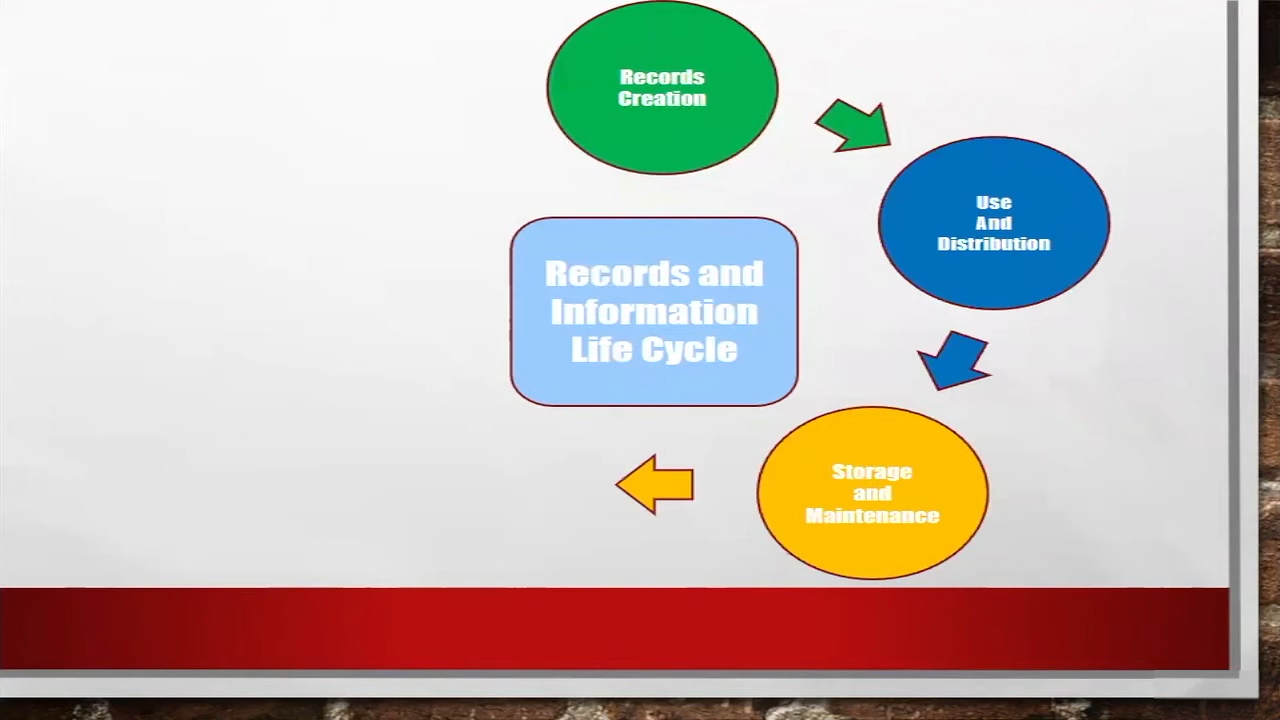 Records
Creation
Use
And
Distribution
Records and
Information
Life Cycle
Storage
and
Maintenance